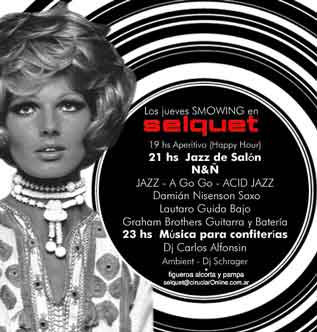 Los jueves SMOWING en
selquet
19 hs Aperitivo (Happy Hour)
21 hs Jazz de Salón
N&Ñ
JAZZ - A Go Go - ACID JAZZ
Damián Nisenson Saxo
Lautaro Guida Bajo
Graham Brothers Guitarra y Batería
23 hs Música para confiterías
Dj Carlos Alfonsin
Ambient - Dj Schrager
figueroa alcorta y pampa
selquet@circularOnline.com.ar